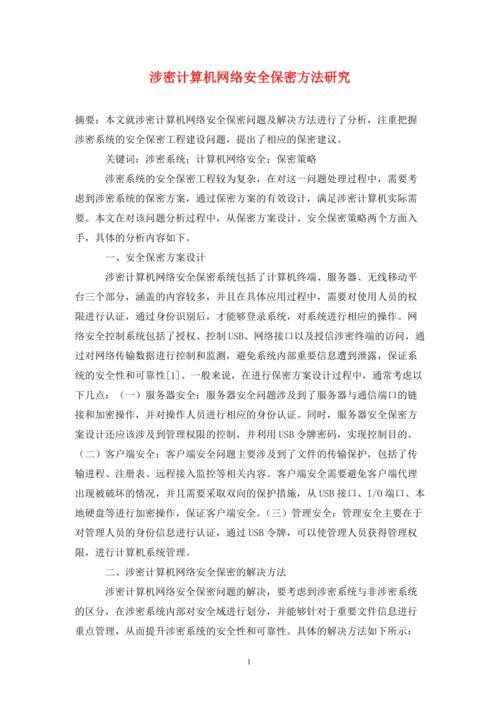 涉密计算机网络安全保密方法研究
摘要：本文就涉密计算机网络安全保密问题及解决方法进行了分析，注重把握
涉密系统的安全保密工程建设问题，提出了相应的保密建议。
关键词：涉密系统；计算机网络安全；保密策略
涉密系统的安全保密工程较为复杂，在对这一问题处理过程中，需要考
虑到涉密系统的保密方案，通过保密方案的有效设计，满足涉密计算机实际需
要。本文在对该问题分析过程中，从保密方案设计、安全保密策略两个方面入
手，具体的分析内容如下。
一、安全保密方案设计
涉密计算机网络安全保密系统包括了计算机终端、服务器、无线移动平
台三个部分，涵盖的内容较多，并且在具体应用过程中，需要对使用人员的权
限进行认证，通过身份识别后，才能够登录系统，对系统进行相应的操作。网
络安全控制系统包括了授权、控制 USB、网络接口以及授信涉密终端的访问，通
过对网络传输数据进行控制和监测，避免系统内部重要信息遭到泄露，保证系
统的安全性和可靠性[1]。一般来说，在进行保密方案设计过程中，通常考虑以
下几点：（一）服务器安全：服务器安全问题涉及到了服务器与通信端口的链
接和加密操作，并对操作人员进行相应的身份认证。同时，服务器安全保密方
案设计还应该涉及到管理权限的控制，并利用 USB 令牌密码，实现控制目的。
（二）客户端安全：客户端安全问题主要涉及到了文件的传输保护，包括了传
输进程、注册表、远程接入监控等相关内容。客户端安全需要避免客户端代理
出现被破坏的情况，并且需要采取双向的保护措施，从 USB 接口、I/O 端口、本
地硬盘等进行加密操作，保证客户端安全。（三）管理安全：管理安全主要在于
对管理人员的身份信息进行认证，通过 USB 令牌，可以使管理人员获得管理权
限，进行计算机系统管理。
二、涉密计算机网络安全保密的解决方法
涉密计算机网络安全保密问题的解决，要考虑到涉密系统与非涉密系统
的区分，在涉密系统内部对安全域进行划分，并能够针对于重要文件信息进行
重点管理，从而提升涉密系统的安全性和可靠性。具体的解决方法如下所示：
1